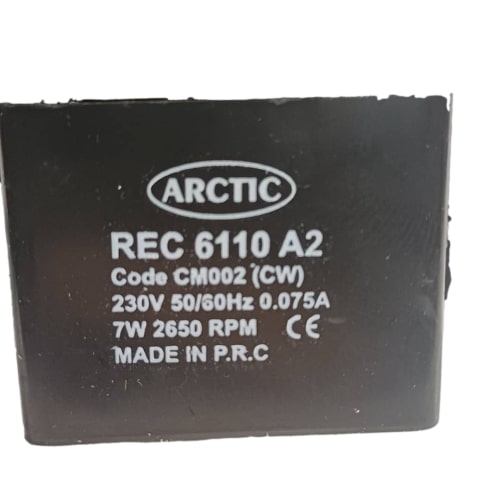 ARCTIC
REC 6110 A2
Code CM002 (CW)
230V 50/60Hz 0.075A
7W 2650 RPM CE
MADE IN P.R.C